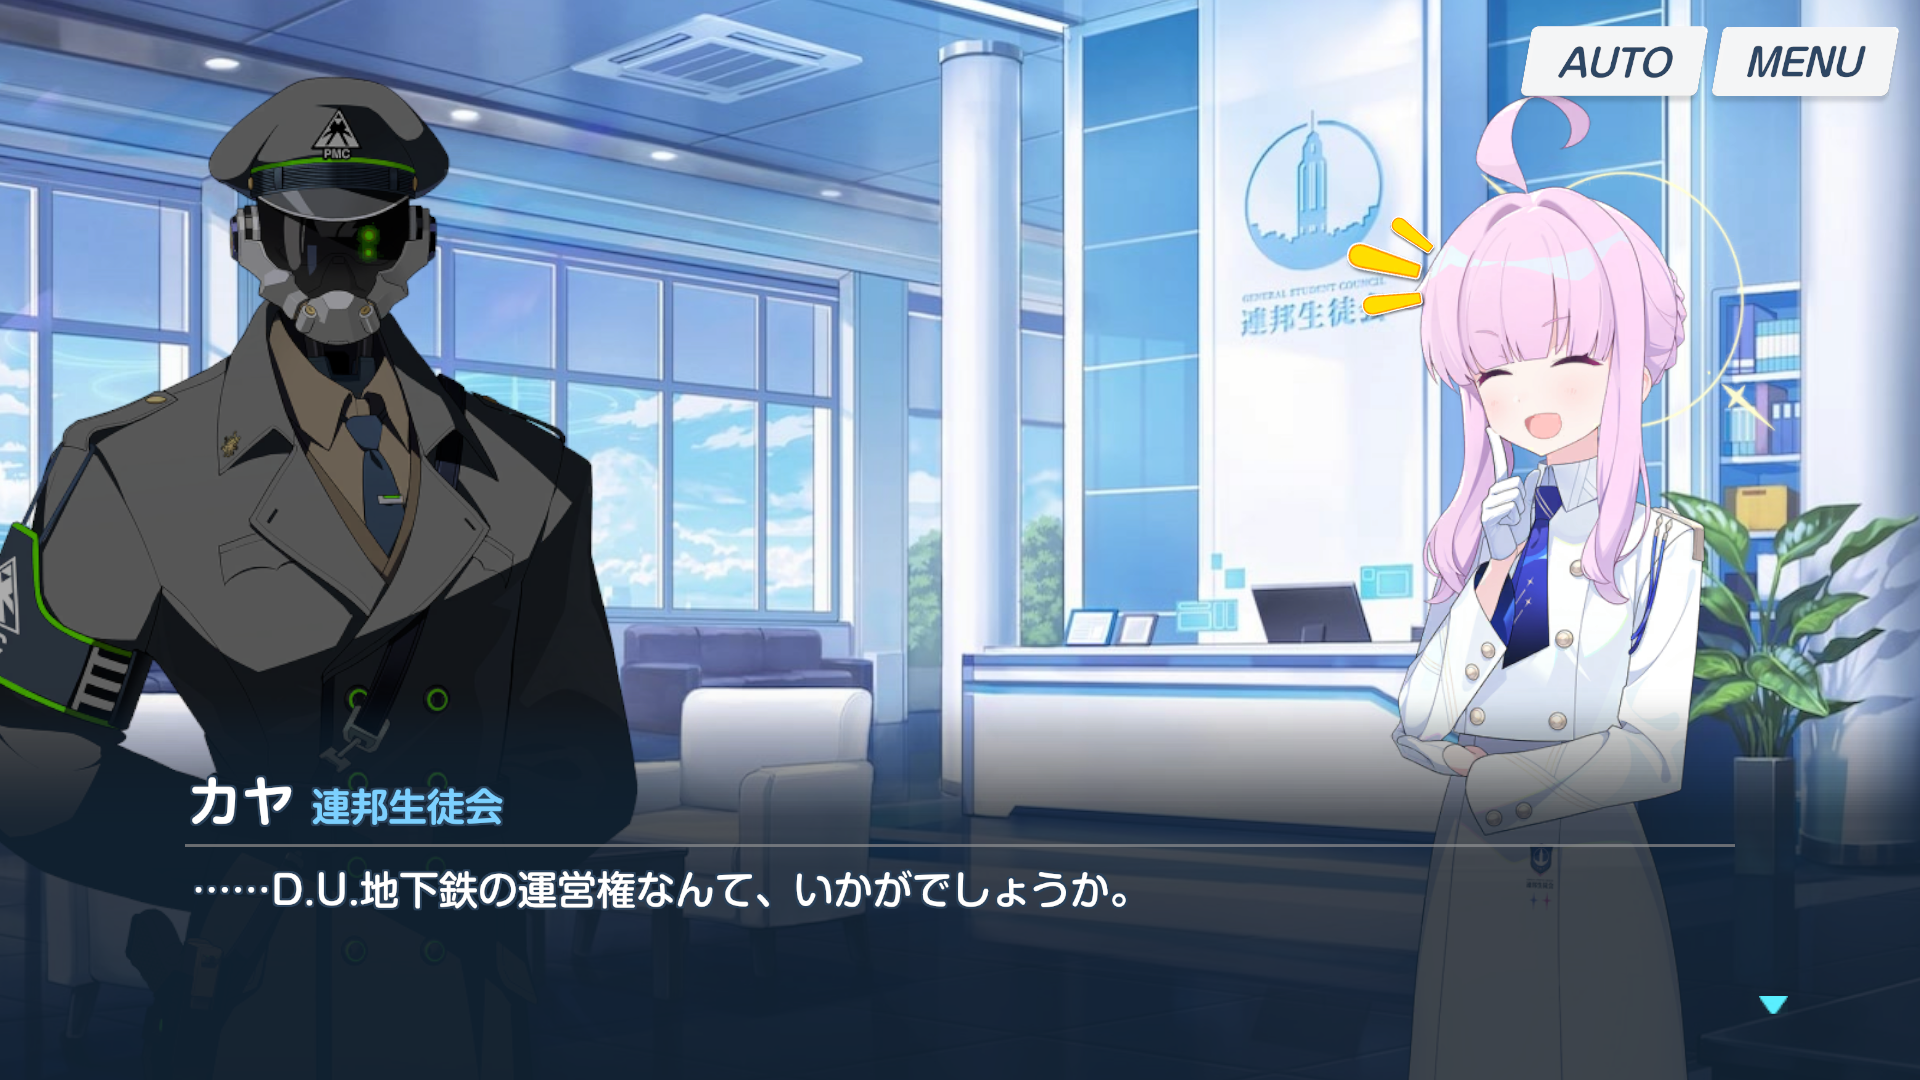 AUTO
MENU
PMC
GENERAL STUDENT COUNCIL
連邦生徒会
カヤ 連邦生徒会
……D.U.地下鉄の運営権なんて、いかがでしょうか。